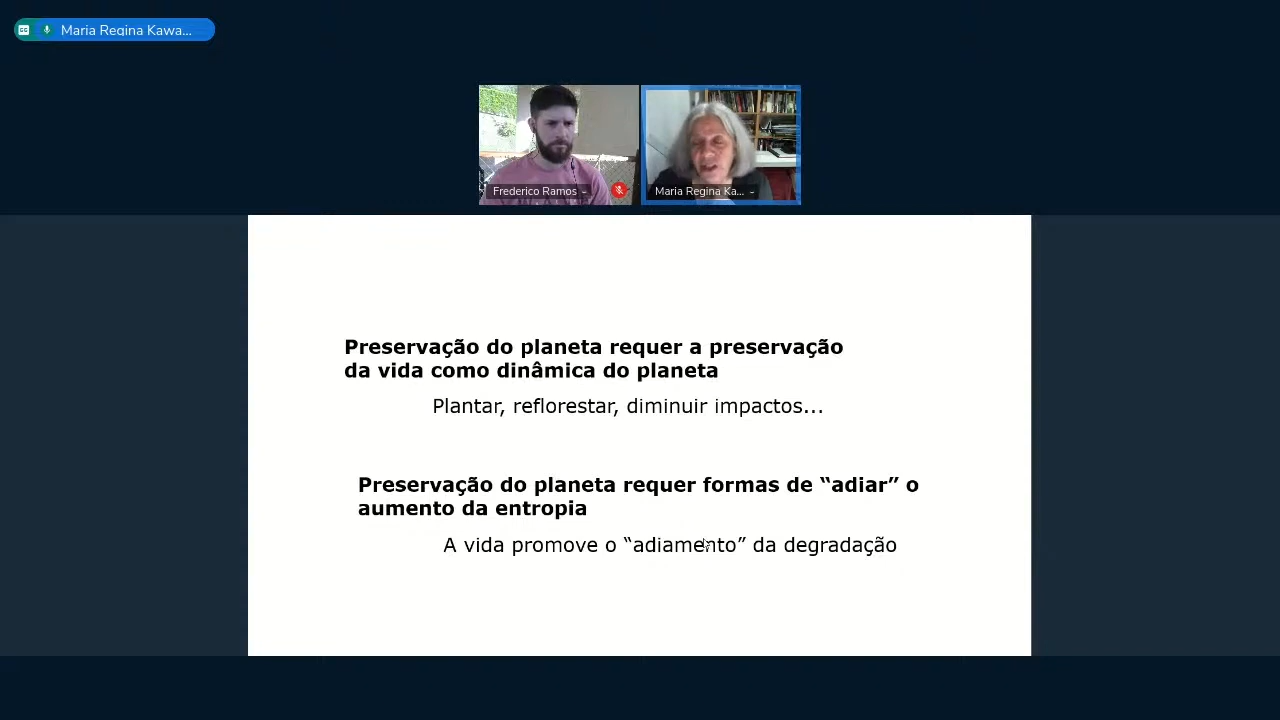 Maria Regina Kawa...
Frederico Ramos
Maria Regina Ka...
Preservação do planeta requer a preservação
da vida como dinâmica do planeta
Plantar, reflorestar, diminuir impactos...
Preservação do planeta requer formas de “adiar” o
aumento da entropia
A vida promove o “adiamento” da degradação